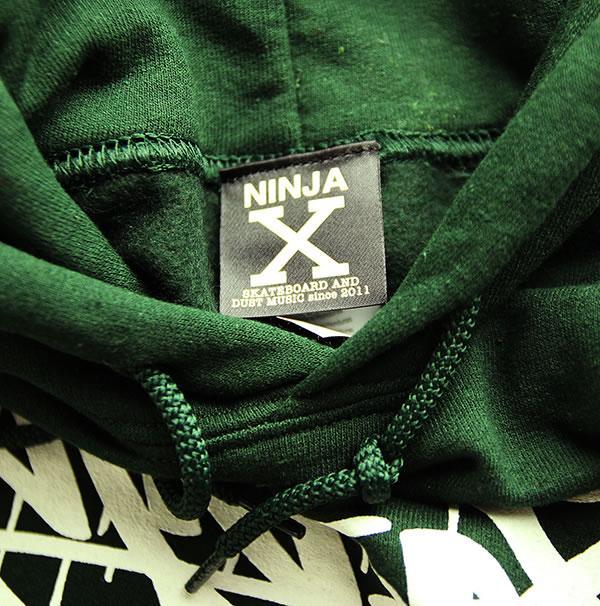 NINJA
X
SKATEBOARD AND
DUST MUSIC since 2011